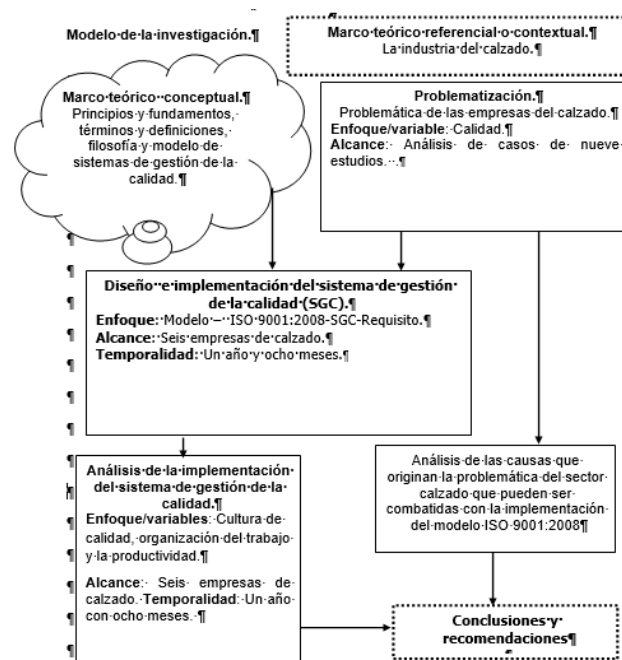 Modelo de la investigación.¶
Marco teórico referencial o contextual.¶
La industria del calzado.¶
Marco teórico conceptual.¶
Principios y fundamentos,
términos y definiciones,
filosofía y modelo de
sistemas de gestión de la
calidad.¶
Problematización.¶
Problemática de las empresas del calzado.¶
Enfoque/variable: Calidad.¶
Alcance: Análisis de casos de nueve
estudios. ¶
Diseño e implementación del sistema de gestión
de la calidad (SGC).¶
Enfoque: Modelo – ISO 9001:2008-SGC-Requisito.¶
Alcance: Seis empresas de calzado.¶
Temporalidad: Un año y ocho meses.¶
Análisis de la implementación
del sistema de gestión de la
calidad.¶
Enfoque/variables: Cultura de
calidad, organización del trabajo
y la productividad.¶
Alcance: Seis empresas de
calzado. Temporalidad: Un año
con ocho meses. ¶
Análisis de las causas que
originan la problemática del sector
calzado que pueden ser
combatidas con la implementación
del modelo ISO 9001:2008¶
Conclusiones y
recomendaciones¶